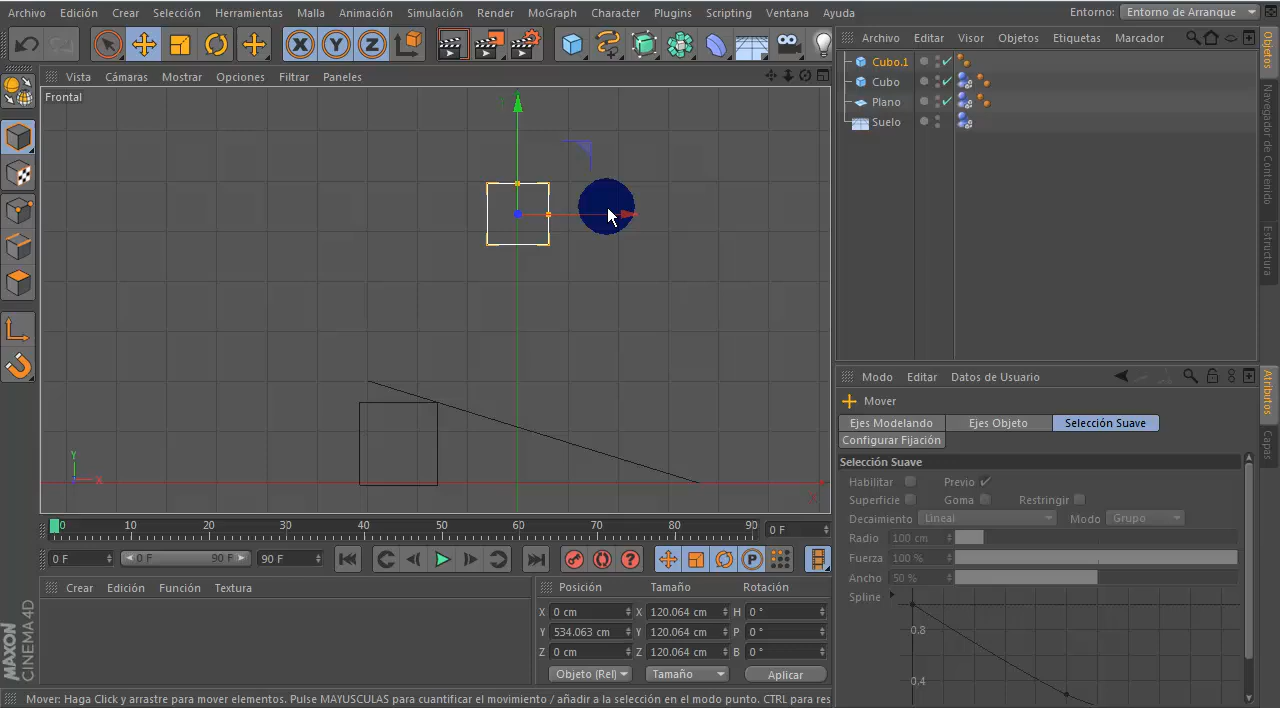 Archivo Edición Crear Selección Herramientas Malla Animación Simulación Render MoGraph Character Plugins Scripting Ventana Ayuda Entorno: Entorno de Arranque
Archivo Editar Visor Objetos Etiquetas Marcador
Objetos
Navegador de Contenido
Estructura
Cubo.1
Cubo
Plano
Suelo
Vista Cámaras Mostrar Opciones Filtrar Paneles
Frontal
Y
X
X
0 10 20 30 40 50 60 70 80 90 0 F
0 F 0 F 90 F 90 F
Crear Edición Función Textura
Posición Tamaño Rotación
X 0 cm X 120.064 cm H 0 °
Y 534.063 cm Y 120.064 cm P 0 °
Z 0 cm Z 120.064 cm B 0 °
Objeto (Rel) Tamaño Aplicar
MAXON
CINEMA 4D
Mover: Haga Click y arrastre para mover elementos. Pulse MAYUSCULAS para cuantificar el movimiento / añadir a la selección en el modo punto. CTRL para res
Modo Editar Datos de Usuario
Atributos
Capas
Mover
Ejes Modelando Ejes Objeto Selección Suave
Configurar Fijación
Selección Suave
Habilitar Previo
Superficie Goma Restringir
Decaimiento Lineal Modo Grupo
Radio 100 cm
Fuerza 100 %
Ancho 50 %
Spline
0.8
0.4